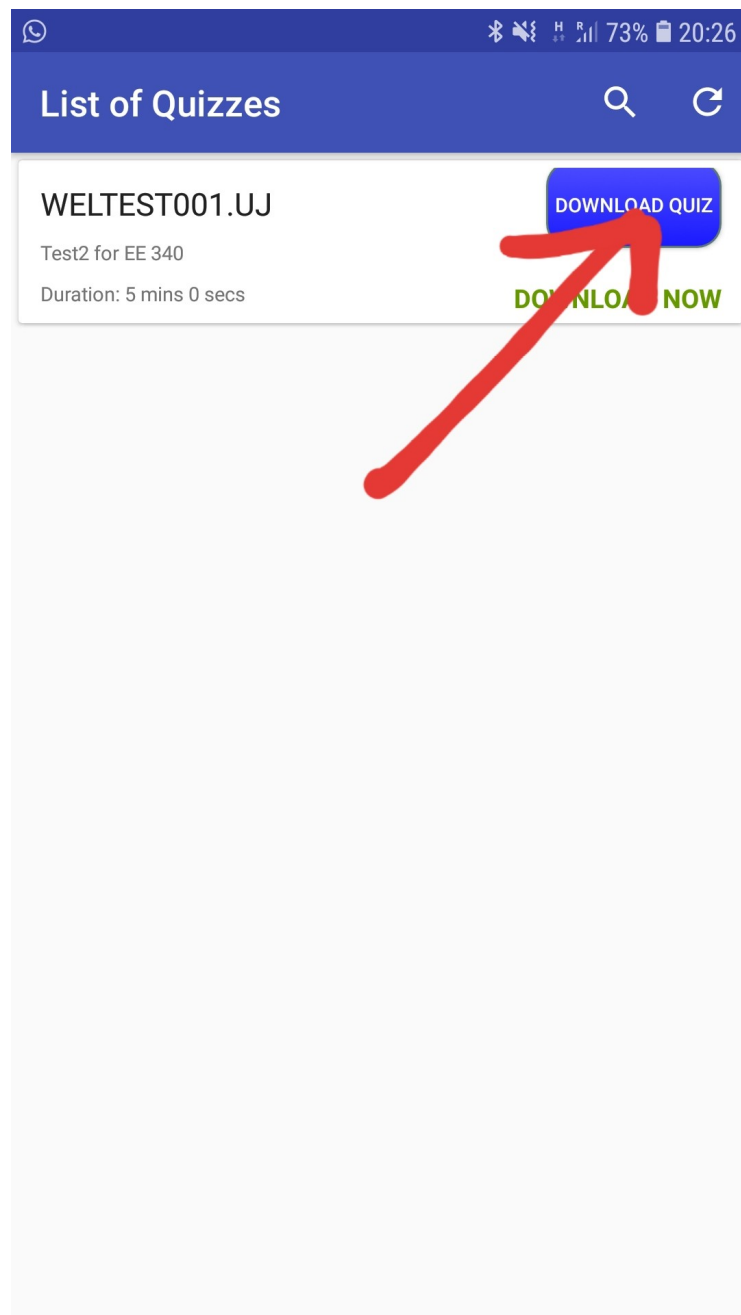 73% 20:26
List of Quizzes
WELTEST001.UJ
DOWNLOAD QUIZ
Test2 for EE 340
Duration: 5 mins 0 secs
DOWNLOAD NOW